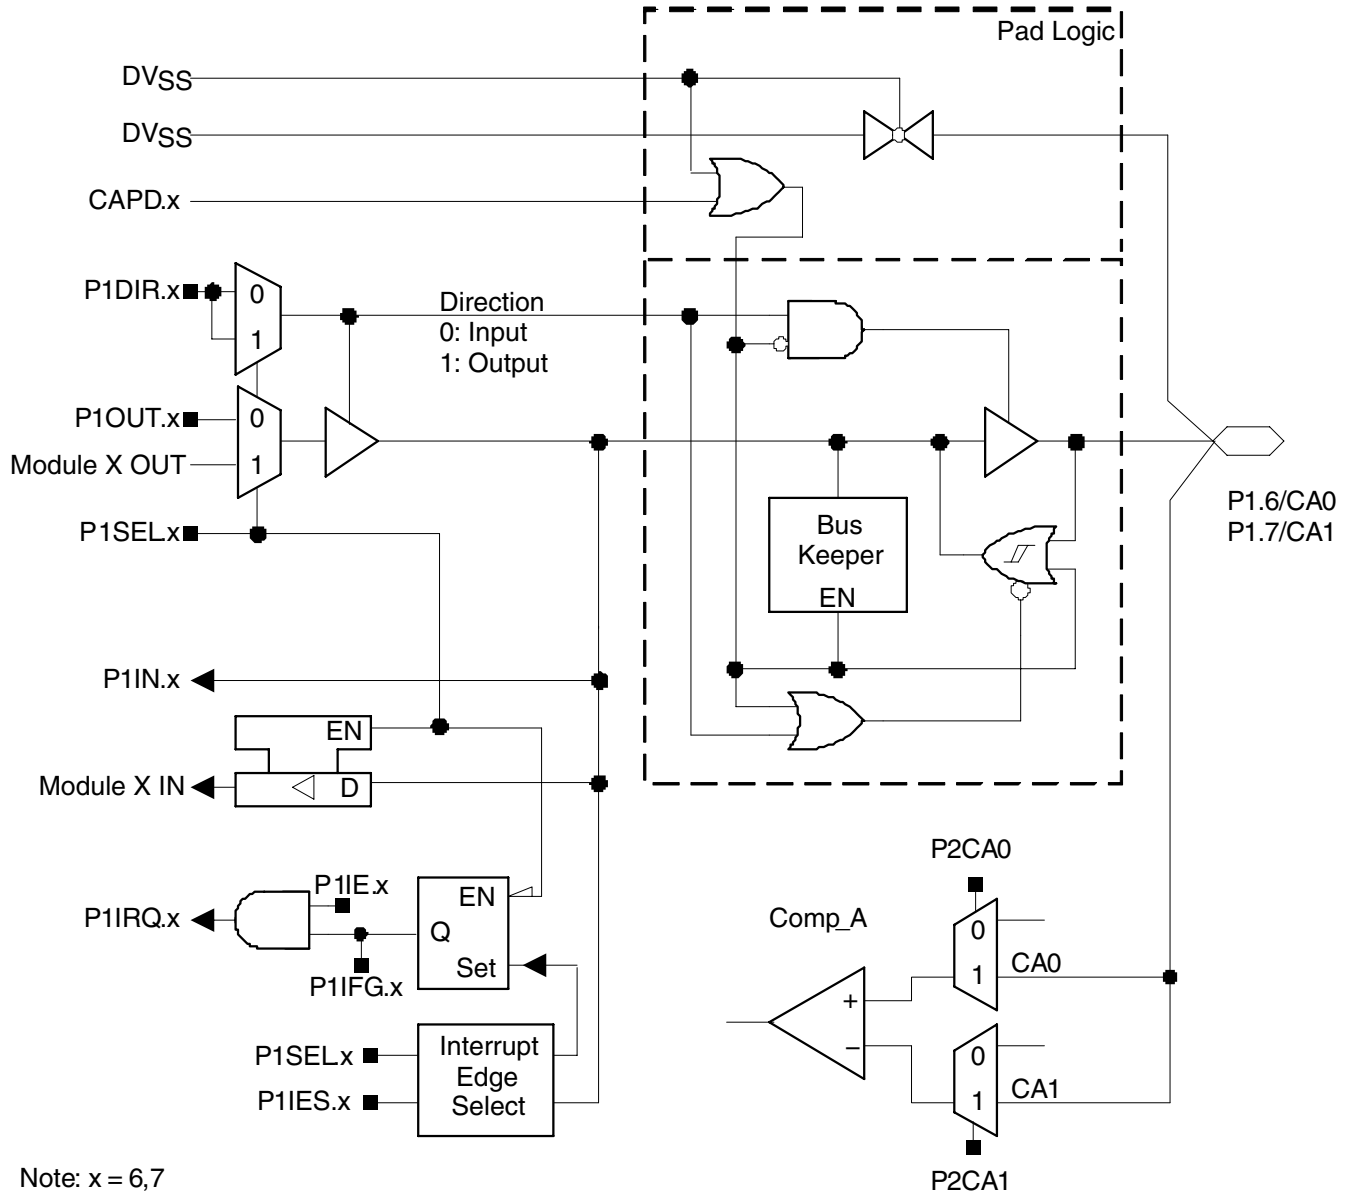 Pad Logic
DVSS
DVSS
CAPD.x
P1DIR.x
0
1
Direction
0: Input
1: Output
P1OUT.x
0
Module X OUT
1
P1SEL.x
Bus
Keeper
EN
P1.6/CA0
P1.7/CA1
P1IN.x
EN
Module X IN
D
P1IE.x
P1IRQ.x
EN
Q
Set
P1IFG.x
P1SEL.x
P1IES.x
Interrupt
Edge
Select
P2CA0
Comp_A
0
1
CA0
+
−
0
1
CA1
P2CA1
Note: x = 6,7